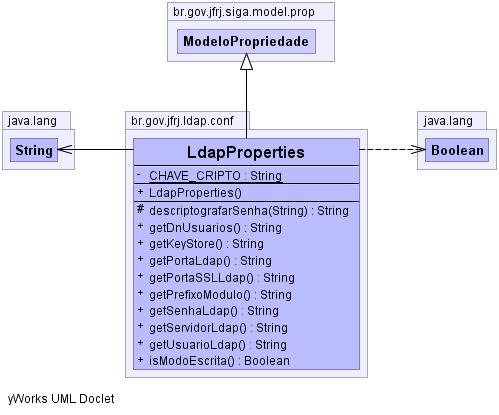 br.gov.jfrj.siga.model.prop
ModeloPropriedade
java.lang
String
br.gov.jfrj.ldap.conf
java.lang
Boolean
LdapProperties
- CHAVE_CRIPTO : String
+ LdapProperties()
# descriptografarSenha(String) : String
+ getDnUsuarios() : String
+ getKeyStore() : String
+ getPortaLdap() : String
+ getPortaSSLLdap() : String
+ getPrefixoModulo() : String
+ getSenhaLdap() : String
+ getServidorLdap() : String
+ getUsuarioLdap() : String
+ isModoEscrita() : Boolean
yWorks UML Doclet